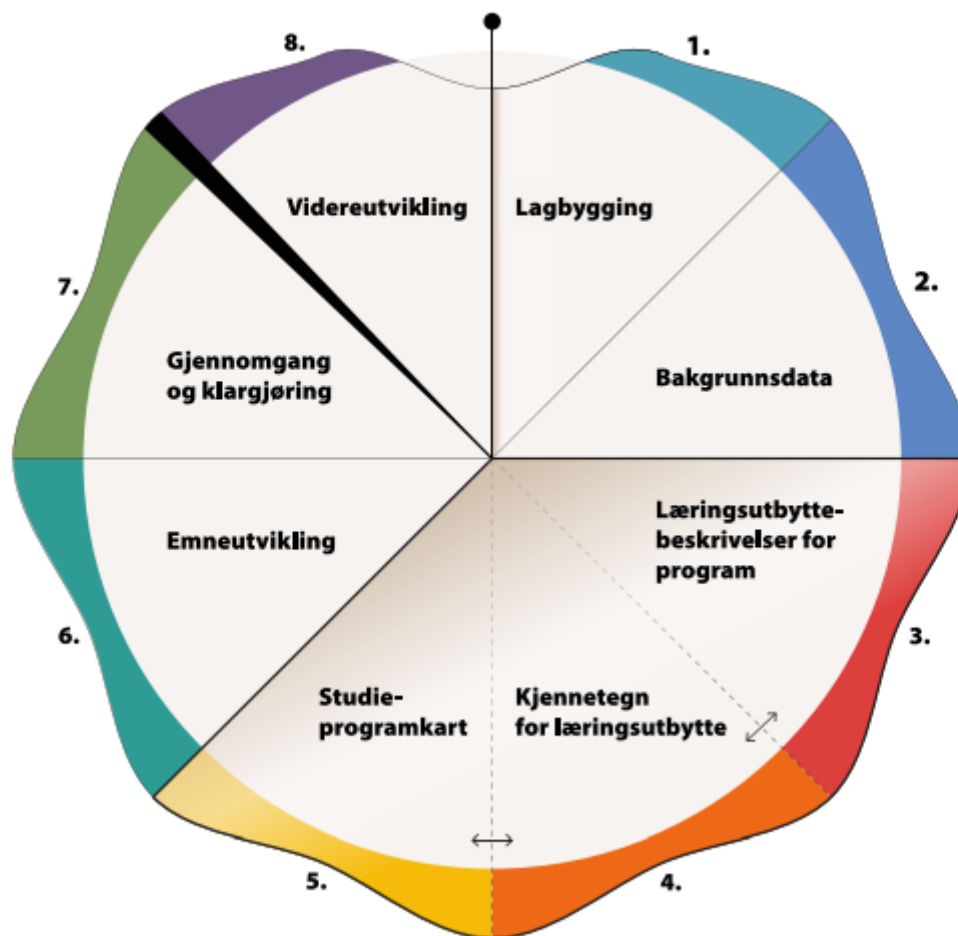 1.
Lagbygging
2.
Bakgrunnsdata
3.
Læringsutbytte-
beskrivelser for
program
4.
Kjennetegn
for læringsutbytte
5.
Studie-
programkart
6.
Emneutvikling
7.
Gjennomgang
og klargjøring
8.
Videreutvikling